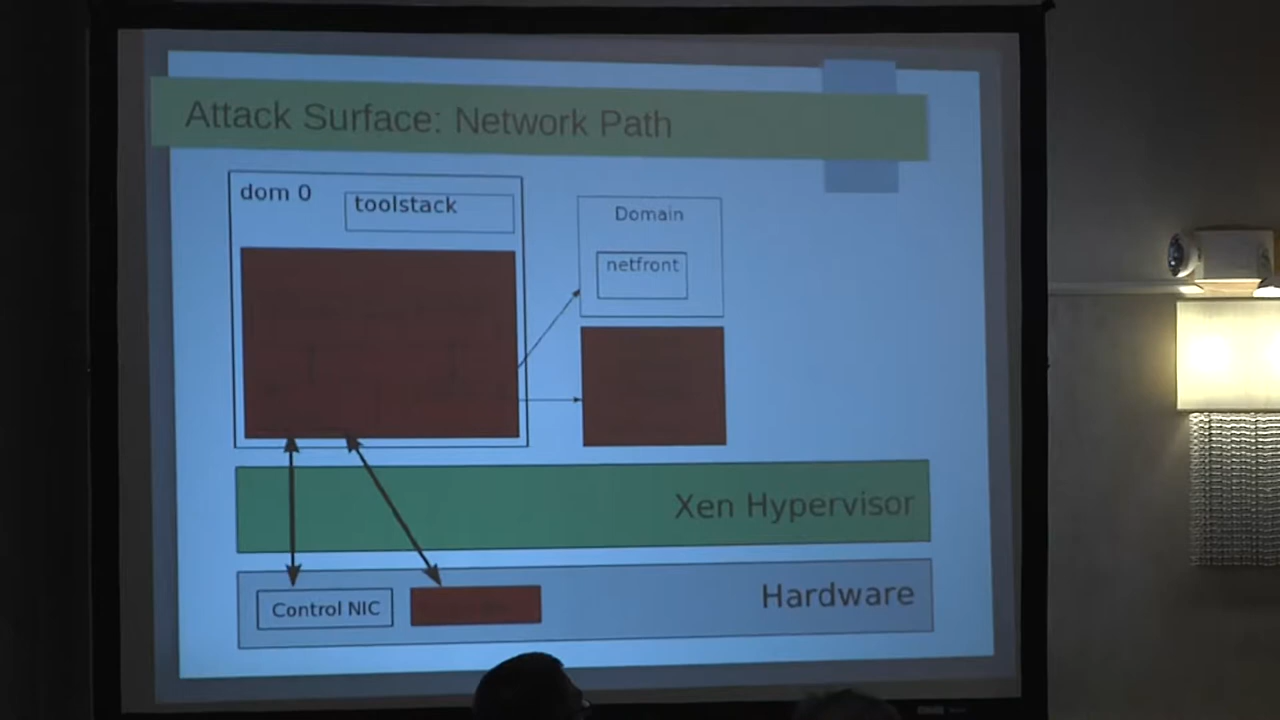 Attack Surface: Network Path
dom 0
toolstack
Domain
netfront
Xen Hypervisor
Hardware
Control NIC